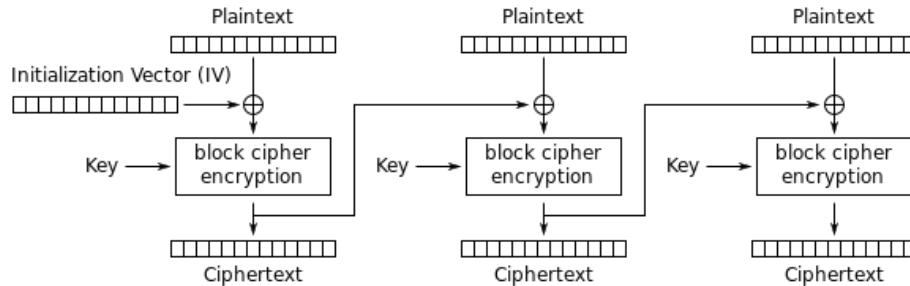 Plaintext
Plaintext
Plaintext
Initialization Vector (IV)
Key
block cipher
encryption
Key
block cipher
encryption
Key
block cipher
encryption
Ciphertext
Ciphertext
Ciphertext